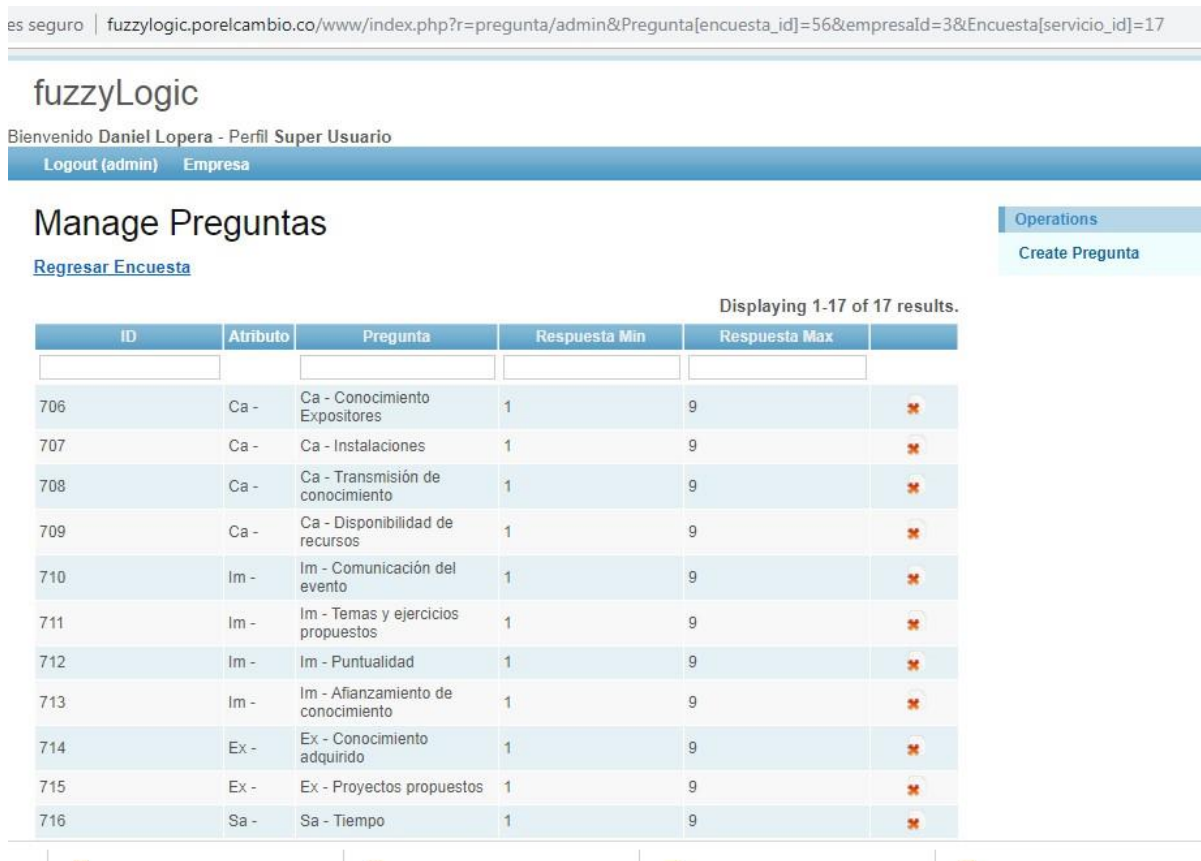 es seguro | fuzzylogic.porelcambio.co/www/index.php?r=pregunta/admin&Pregunta[encuesta_id]=56&empresaId=3&Encuesta[servicio_id]=17
fuzzyLogic
Bienvenido Daniel Lopera - Perfil Super Usuario
Logout (admin) Empresa
Manage Preguntas
Regresar Encuesta
Operations
Create Pregunta
Displaying 1-17 of 17 results.
ID Atributo Pregunta Respuesta Min Respuesta Max
706 Ca - Ca - Conocimiento Expositores 1 9
707 Ca - Ca - Instalaciones 1 9
708 Ca - Ca - Transmisión de conocimiento 1 9
709 Ca - Ca - Disponibilidad de recursos 1 9
710 Im - Im - Comunicación del evento 1 9
711 Im - Im - Temas y ejercicios propuestos 1 9
712 Im - Im - Puntualidad 1 9
713 Im - Im - Afianzamiento de conocimiento 1 9
714 Ex - Ex - Conocimiento adquirido 1 9
715 Ex - Ex - Proyectos propuestos 1 9
716 Sa - Sa - Tiempo 1 9